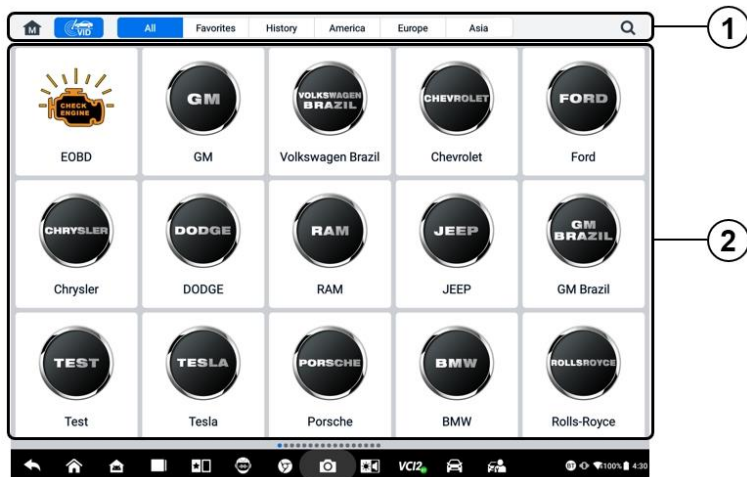 1
M VID All Favorites History America Europe Asia
CHECK ENGINE GM VOLKSWAGEN BRAZIL CHEVROLET FORD
EOBD GM Volkswagen Brazil Chevrolet Ford
2
CHRYSLER DODGE RAM JEEP GM BRAZIL
Chrysler DODGE RAM JEEP GM Brazil
TEST TESLA PORSCHE BMW ROLLSROYCE
Test Tesla Porsche BMW Rolls-Royce
VCI2 BT 100% 4:30